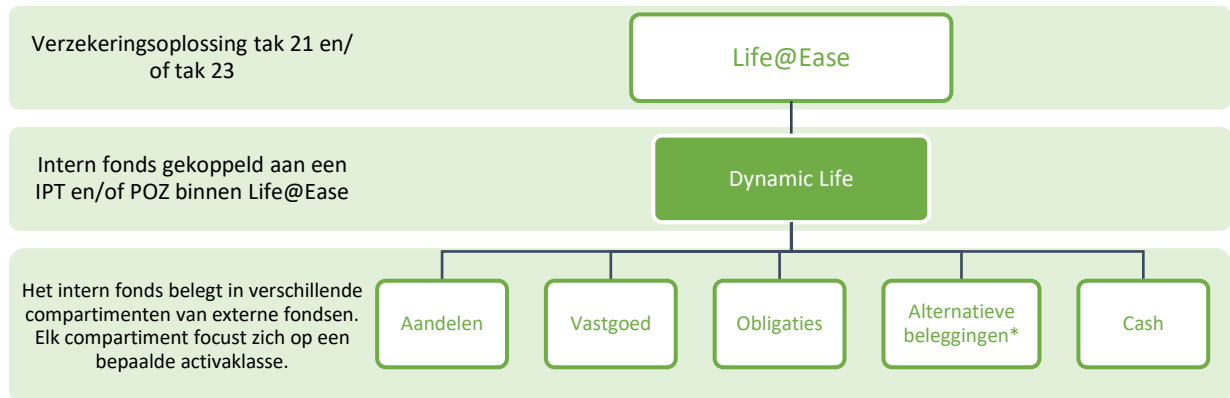 Verzekeringsoplossing tak 21 en/
of tak 23
Life@Ease
Intern fonds gekoppeld aan een
IPT en/of POZ binnen Life@Ease
Dynamic Life
Het intern fonds belegt in verschillende
compartimenten van externe fondsen.
Elk compartiment focust zich op een
bepaalde activaklasse.
Aandelen
Vastgoed
Obligaties
Alternatieve
beleggingen*
Cash